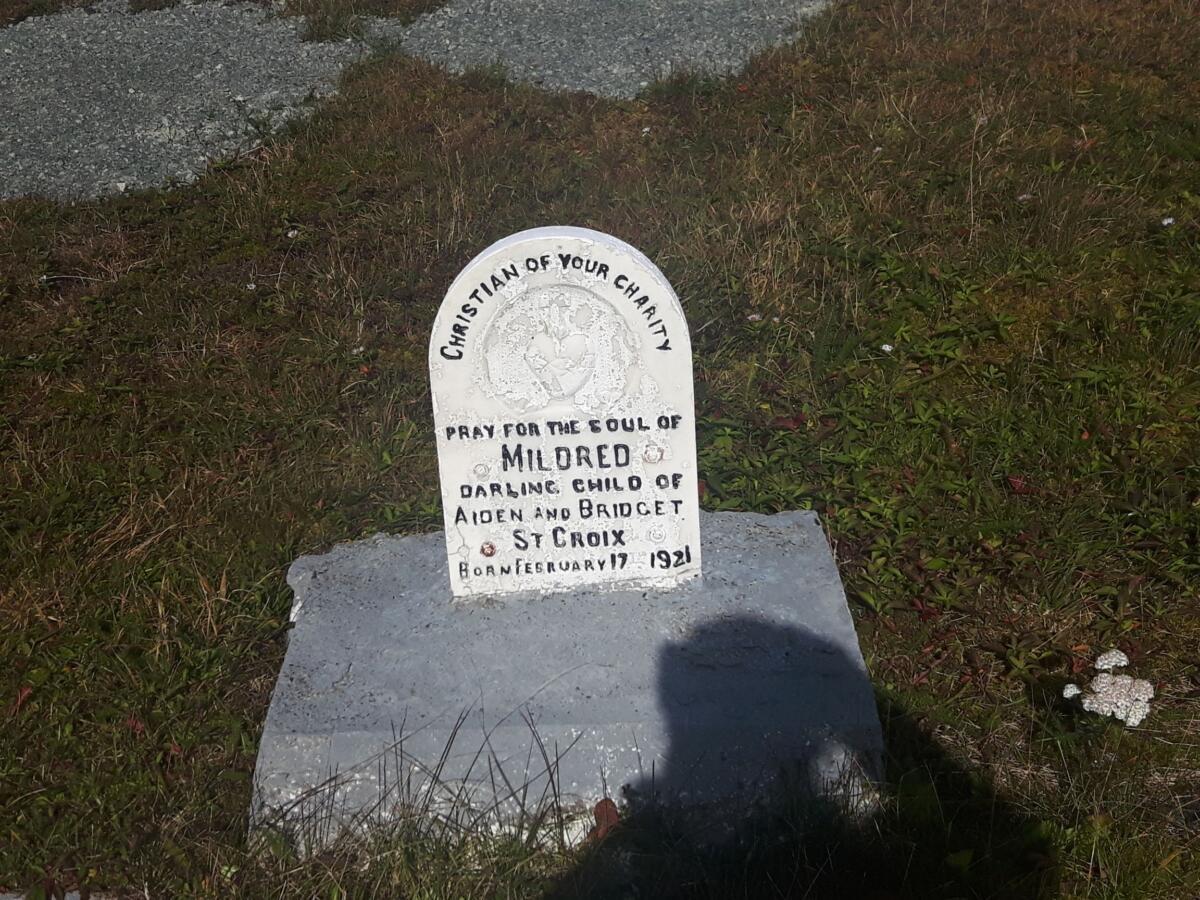 CHRISTIAN OF YOUR CHARITY
PRAY FOR THE SOUL OF
MILDRED
DARLING CHILD OF
AIDEN AND BRIDGET
ST CROIX
BORN FEBRUARY 17 1921